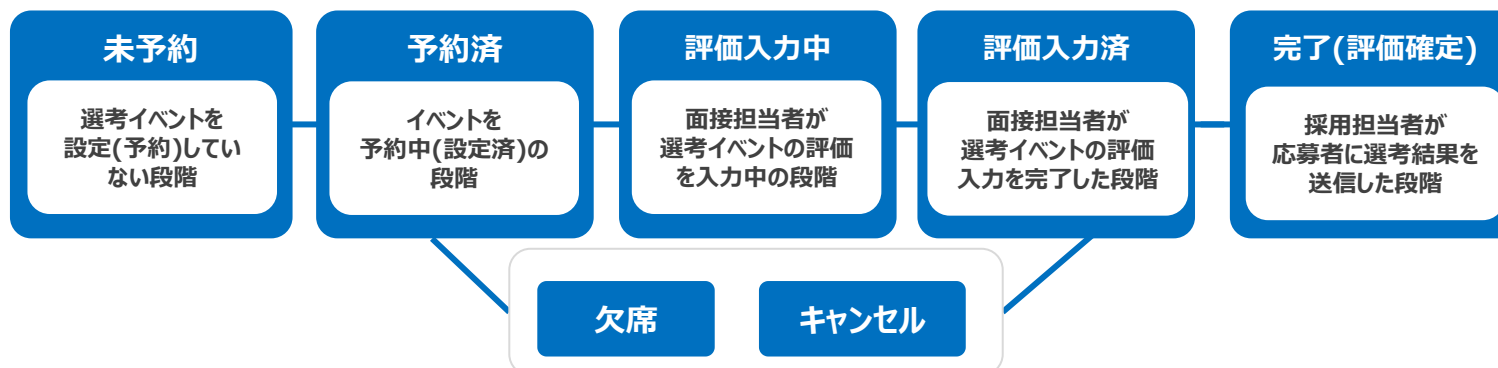 未予約
選考イベントを
設定(予約)してい
ない段階
予約済
イベントを
予約中(設定済)の
段階
評価入力中
面接担当者が
選考イベントの評価
を入力中の段階
評価入力済
面接担当者が
選考イベントの評価
入力を完了した段階
完了(評価確定)
採用担当者が
応募者に選考結果を
送信した段階
欠席
キャンセル